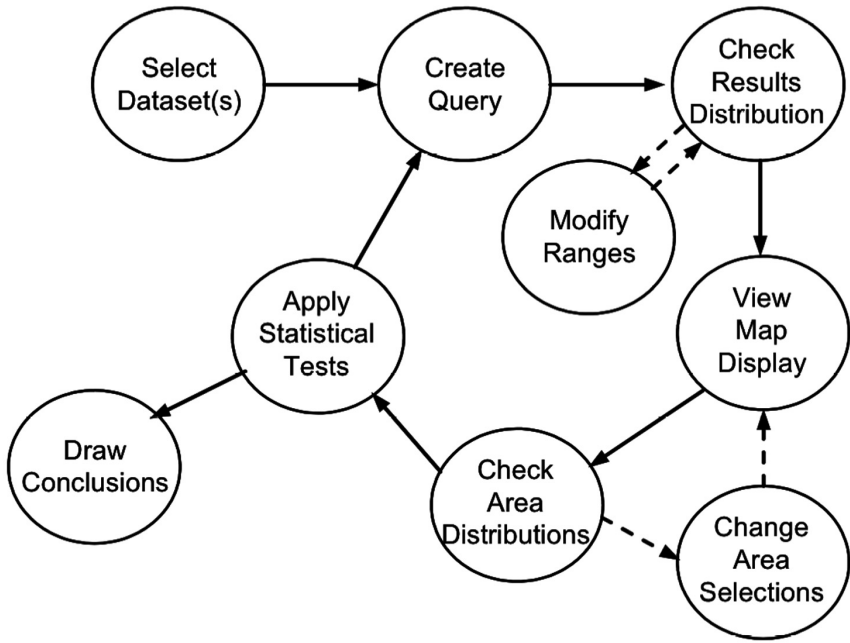 Select
Dataset(s)
Create
Query
Check
Results
Distribution
Modify
Ranges
View
Map
Display
Apply
Statistical
Tests
Draw
Conclusions
Check
Area
Distributions
Change
Area
Selections